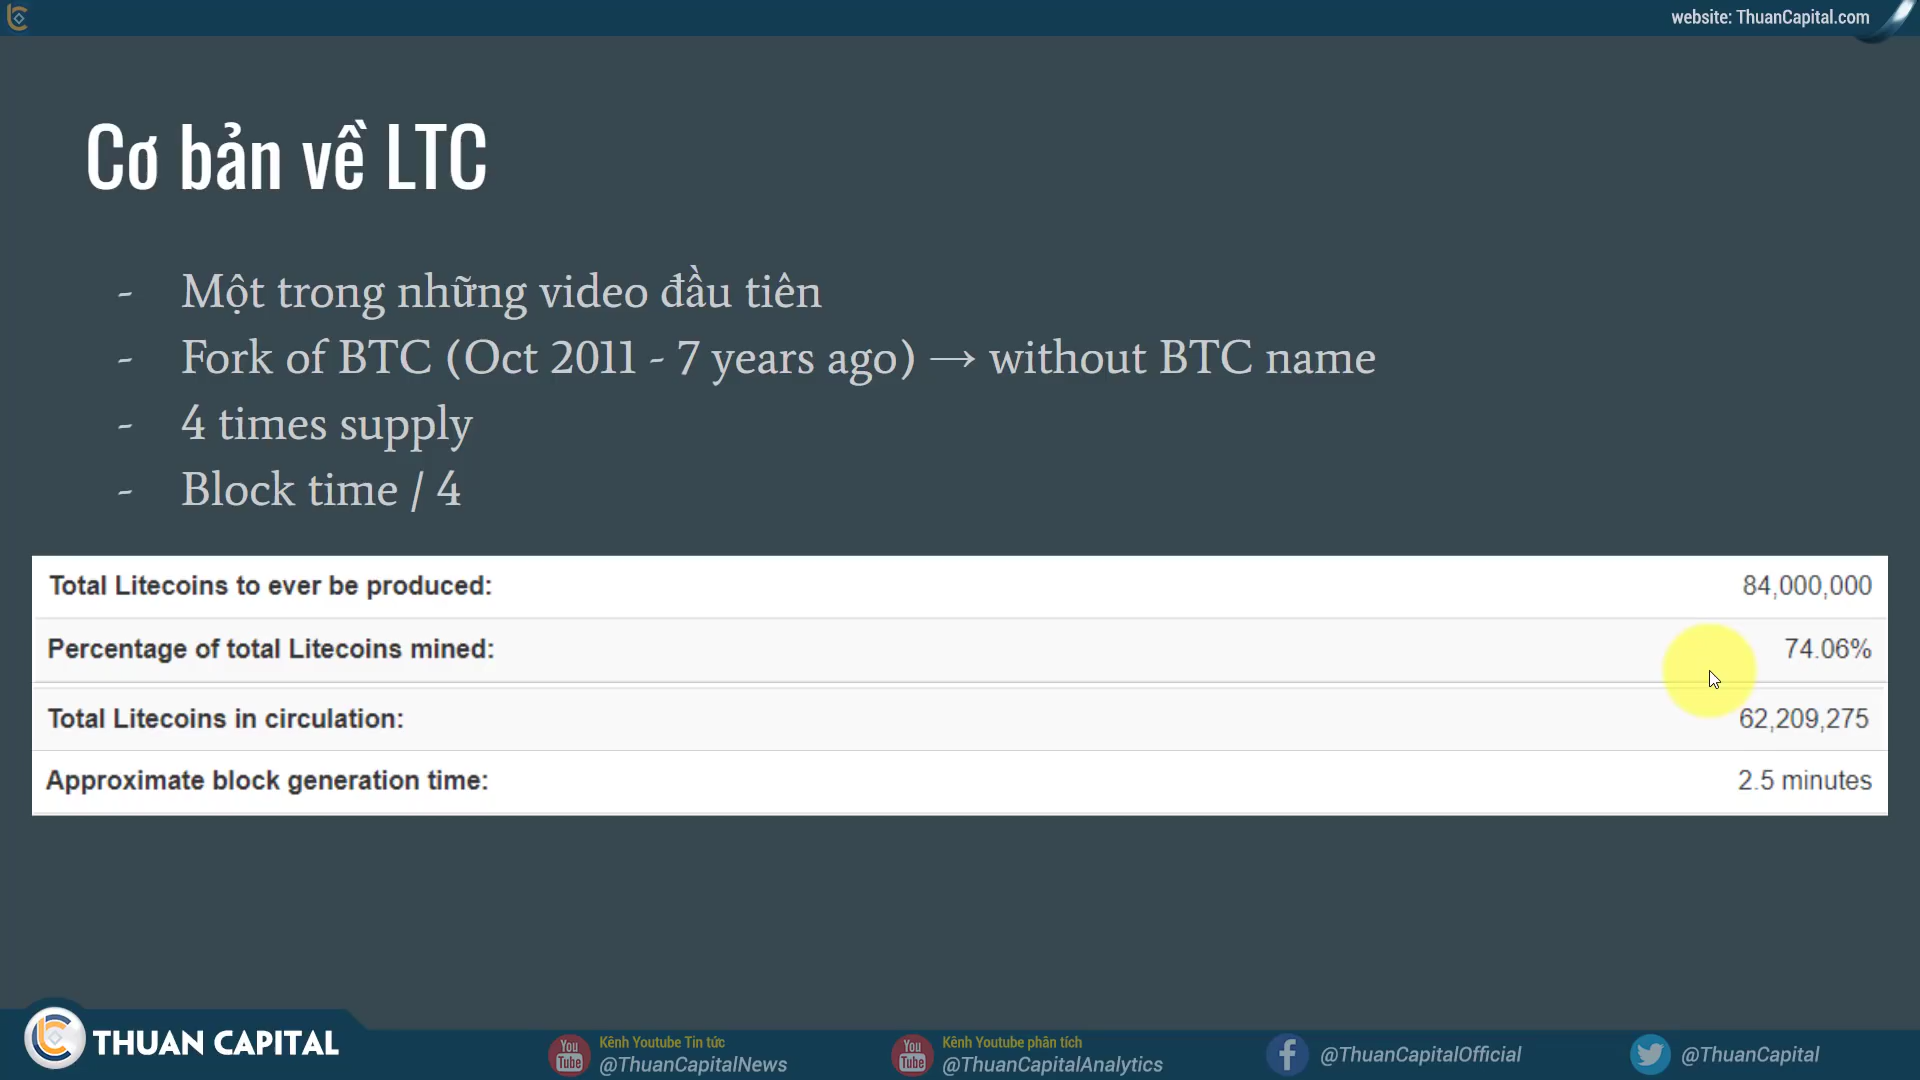 website: ThuanCapital.com
Cơ bản về LTC
- Một trong những video đầu tiên
- Fork of BTC (Oct 2011 - 7 years ago) → without BTC name
- 4 times supply
- Block time / 4
Total Litecoins to ever be produced: 84,000,000
Percentage of total Litecoins mined: 74.06%
Total Litecoins in circulation: 62,209,275
Approximate block generation time: 2.5 minutes
THUAN CAPITAL
You Tube
Kênh Youtube Tin tức
@ThuanCapitalNews
You Tube
Kênh Youtube phân tích
@ThuanCapitalAnalytics
@ThuanCapitalOfficial
@ThuanCapital